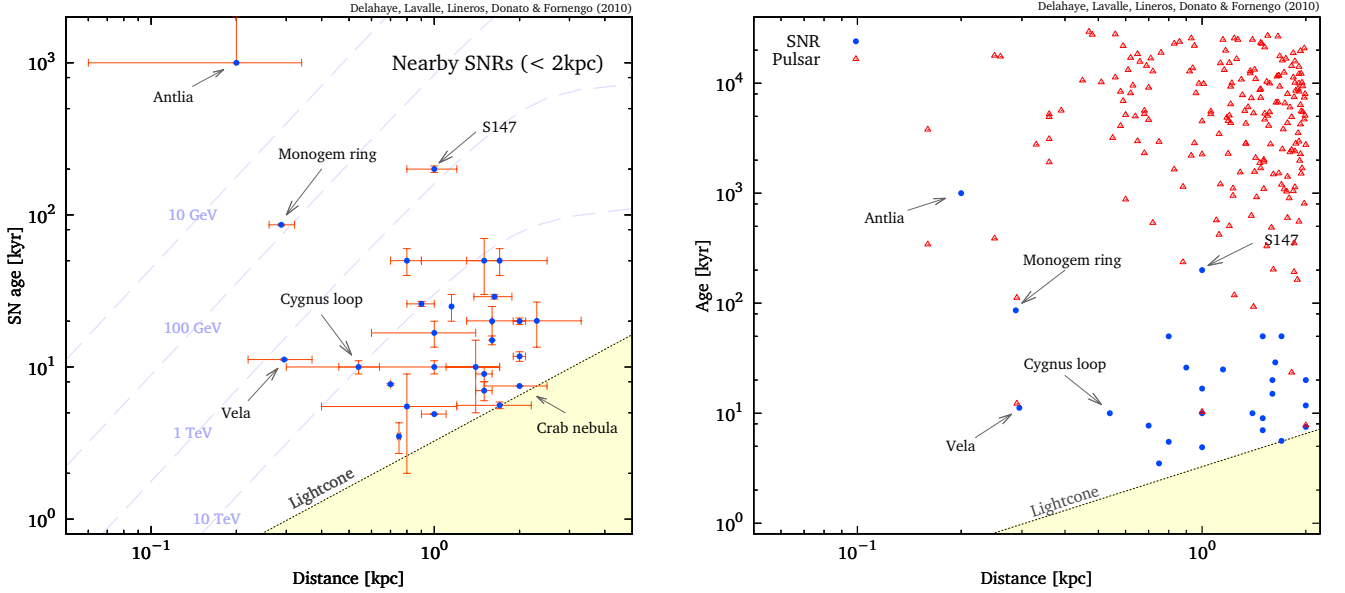 Delahaye, Lavalle, Lineros, Donato & Fornengo (2010)
Nearby SNRs (< 2kpc)
10³
Antlia
S147
Monogem ring
10 GeV
10²
SN age [kyr]
Cygnus loop
100 GeV
10¹
Vela
1 TeV
Crab nebula
Lightcone
10 TeV
10⁰
10⁻¹
10⁰
Distance [kpc]
Delahaye, Lavalle, Lineros, Donato & Fornengo (2010)
SNR
Pulsar
10⁴
10³
Antlia
S147
Monogem ring
Age [kyr]
10²
Cygnus loop
10¹
Vela
Lightcone
10⁰
10⁻¹
10⁰
Distance [kpc]